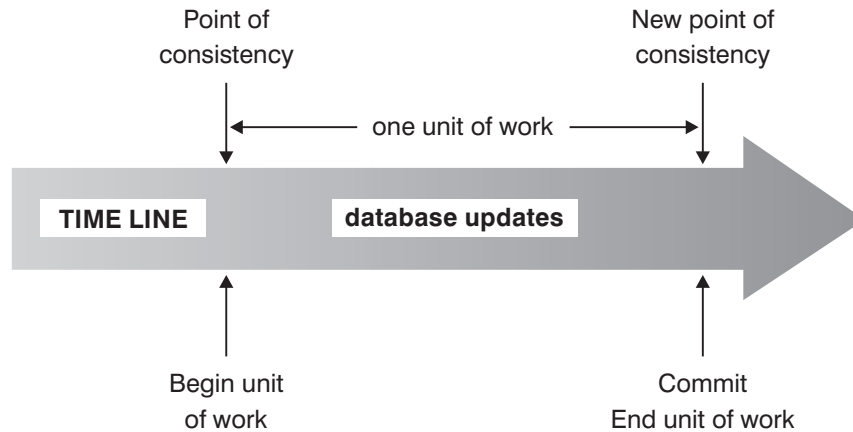 Point of
consistency
New point of
consistency
one unit of work
TIME LINE
database updates
Begin unit
of work
Commit
End unit of work